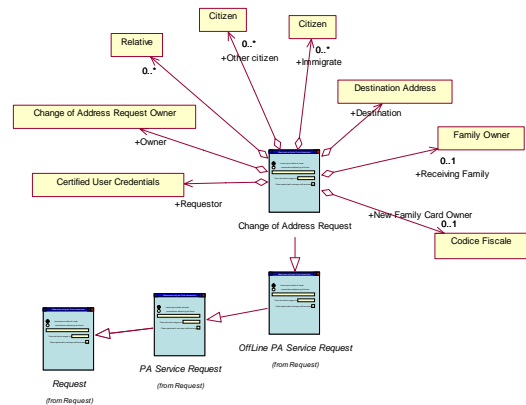 Citizen
Citizen
Relative
0..*
0..*
+Other citizen
+Immigrate
0..*
Destination Address
Change of Address Request Owner
+Destination
+Owner
Family Owner
0..1
+Receiving Family
Certified User Credentials
+Requestor
+New Family Card Owner
0..1
Change of Address Request
Codice Fiscale
OffLine PA Service Request
(from Request)
PA Service Request
(from Request)
Request
(from Request)